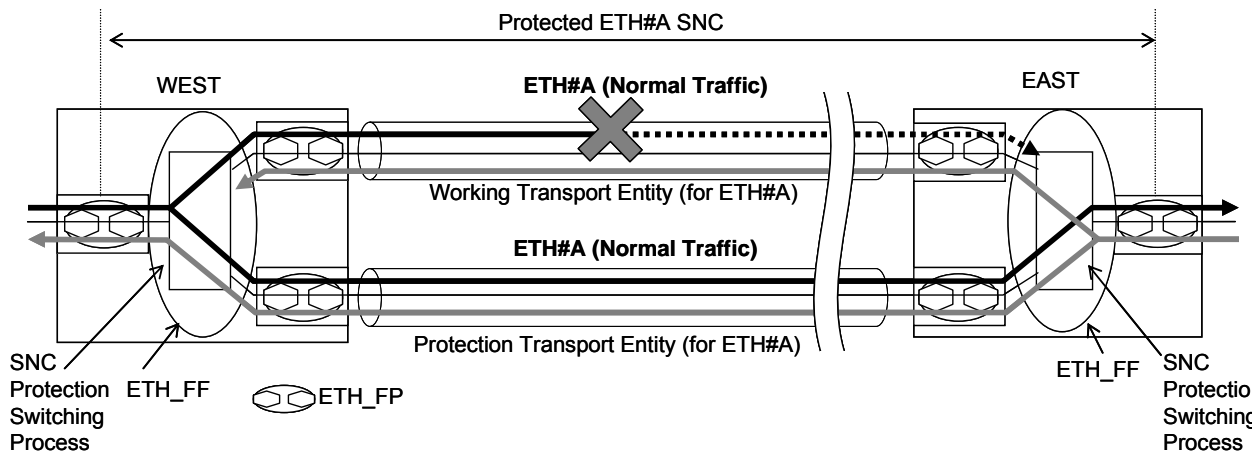 Protected ETH#A SNC
WEST
ETH#A (Normal Traffic)
EAST
Working Transport Entity (for ETH#A)
ETH#A (Normal Traffic)
Protection Transport Entity (for ETH#A)
SNC
Protection
Switching
Process
ETH_FF
ETH_FP
ETH_FF
SNC
Protectio
Switching
Process